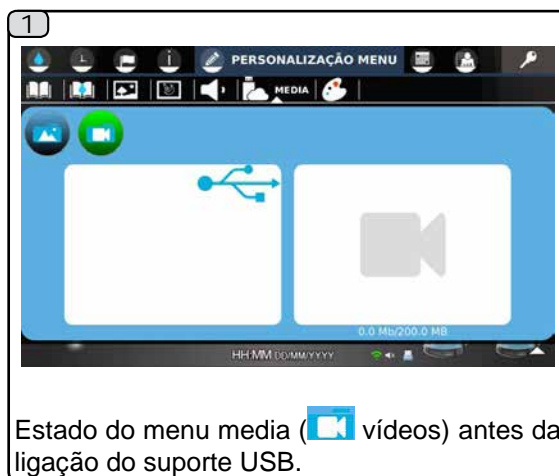 1
PERSONALIZAÇÃO MENU
MEDIA
0.0 Mb/200.0 MB
HH:MM DD/MM/YYYY
Estado do menu media ( vídeos) antes da
ligação do suporte USB.